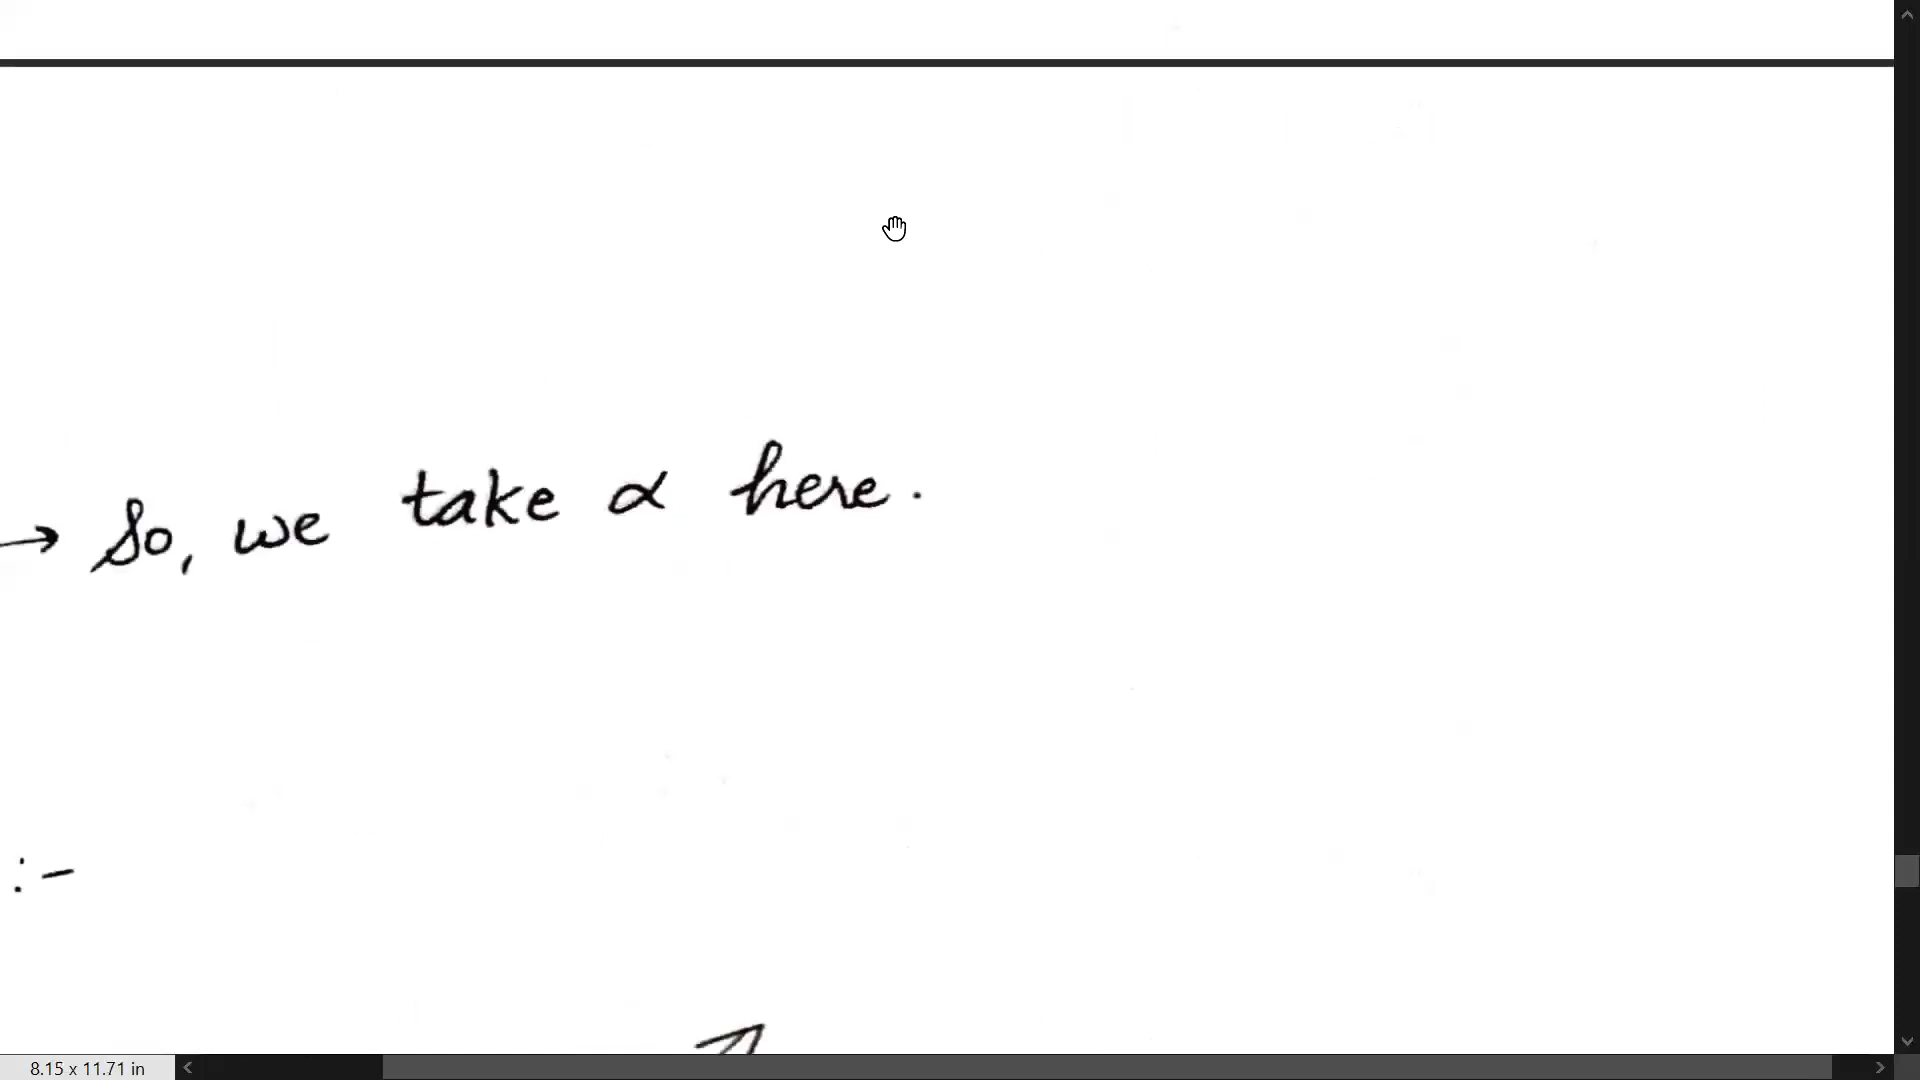 → So, we take α here.
:-
8.15 x 11.71 in